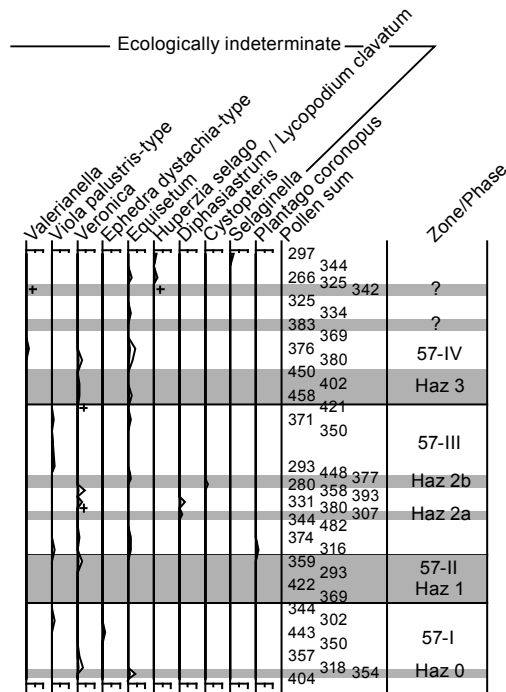 Ecologically indeterminate
Valerianella
Viola palustris-type
Veronica
Ephedra dystachia-type
Equisetum
Huperzia selago
Diphasiastrum / Lycopodium clavatum
Cystopteris
Selaginella
Plantago coronopus
Pollen sum
Zone/Phase
297
344
266 325
+ + 342 ?
325
334
383 ?
369
376 57-IV
380
450
402 Haz 3
458
+ 421
371
350 57-III
293
448 377
280 Haz 2b
358 393
331
+ 380 307 Haz 2a
344
482
374
316
359 57-II
293
422 Haz 1
369
344
302
443 57-I
350
357
318 354 Haz 0
404